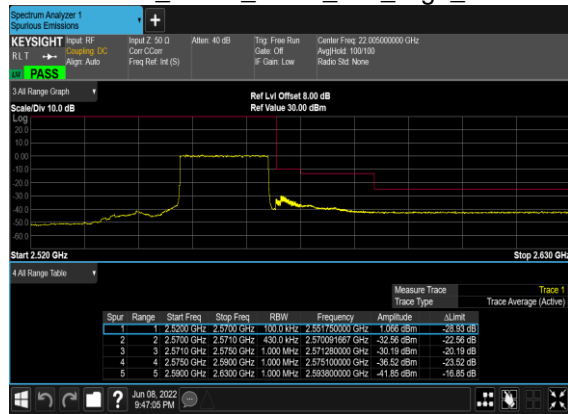 Spectrum Analyzer 1
Spurious Emissions
+
KEYSIGHT Input: RF Input Z: 50 Ω Atten: 40 dB Trig: Free Run Center Freq: 22.005000000 GHz
RLT Coupling: DC Corr CCorr Gate: Off Avg|Hold: 100/100
Align: Auto Freq Ref: Int (S) IF Gain: Low Radio Std: None
PASS
3 All Range Graph
Ref Lvl Offset 8.00 dB
Scale/Div 10.0 dB Ref Value 30.00 dBm
Log
20.0
10.0
0.00
-10.0
-20.0
-30.0
-40.0
-50.0
-60.0
Start 2.520 GHz Stop 2.630 GHz
4 All Range Table
Measure Trace Trace 1
Trace Type Trace Average (Active)
Spur Range Start Freq Stop Freq RBW Frequency Amplitude ΔLimit
1 1 2.5200 GHz 2.5700 GHz 100.0 kHz 2.551750000 GHz 1.066 dBm -28.93 dB
2 2 2.5700 GHz 2.5710 GHz 430.0 kHz 2.570091667 GHz -32.56 dBm -22.56 dB
3 3 2.5710 GHz 2.5750 GHz 1.000 MHz 2.571280000 GHz -30.19 dBm -20.19 dB
4 4 2.5750 GHz 2.5900 GHz 1.000 MHz 2.575100000 GHz -36.52 dBm -23.52 dB
5 5 2.5900 GHz 2.6300 GHz 1.000 MHz 2.593800000 GHz -41.85 dBm -16.85 dB
? Jun 08, 2022
9:47:05 PM